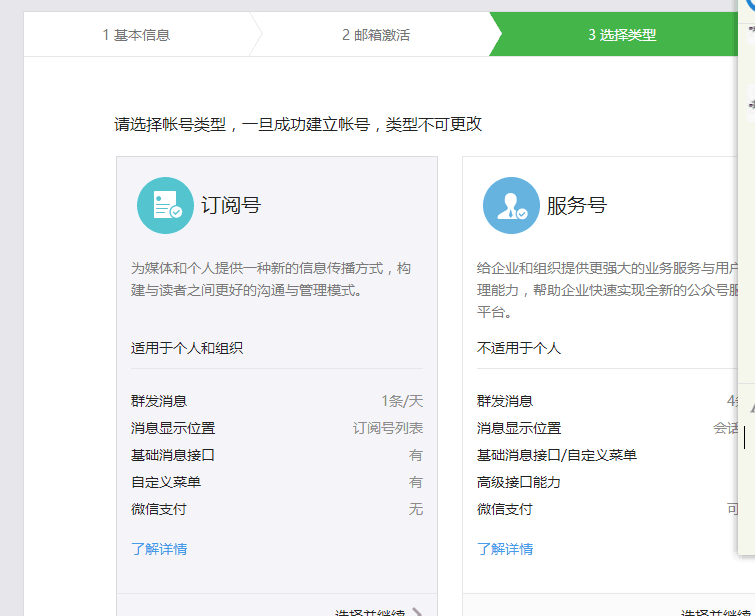 1 基本信息
2 邮箱激活
3 选择类型
请选择帐号类型，一旦成功建立帐号，类型不可更改
订阅号
为媒体和个人提供一种新的信息传播方式，构
建与读者之间更好的沟通与管理模式。
适用于个人和组织
群发消息 1条/天
消息显示位置 订阅号列表
基础消息接口 有
自定义菜单 有
微信支付 无
了解详情
选择并继续
服务号
给企业和组织提供更强大的业务服务与用户
理能力，帮助企业快速实现全新的公众号服
平台。
不适用于个人
群发消息 4
消息显示位置 会话
基础消息接口/自定义菜单
高级接口能力
微信支付 可
了解详情
选择并继续